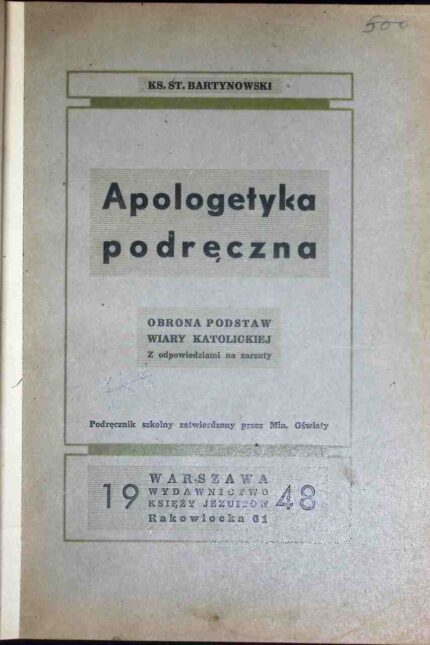 500
KS. ST. BARTYNOWSKI
Apologetyka
podręczna
OBRONA PODSTAW
WIARY KATOLICKIEJ
Z odpowiedziami na zarzuty
Podręcznik szkolny zatwierdzony przez Min. Oświaty
WARSZAWA
WYDAWNICTWO
19 KSIĘŻY JEZUITÓW 48
Rakowiecka 61